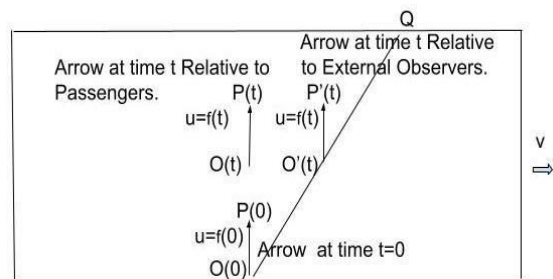 Q
Arrow at time t Relative
to External Observers.
Arrow at time t Relative to
Passengers.
P(t)
P'(t)
u=f(t)
u=f(t)
v
O(t)
O'(t)
P(0)
u=f(0)
Arrow at time t=0
O(0)